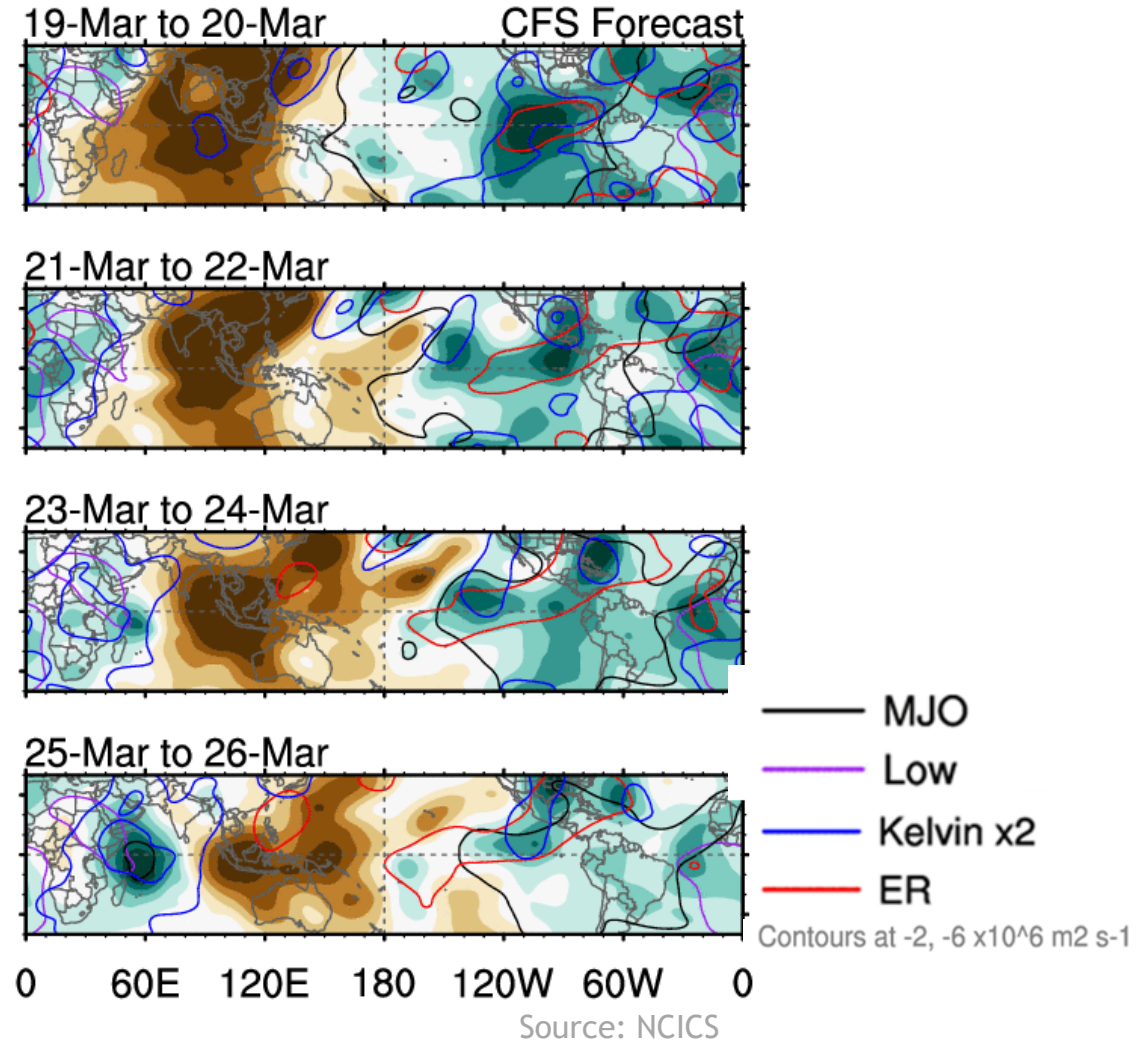 19-Mar to 20-Mar CFS Forecast
21-Mar to 22-Mar
23-Mar to 24-Mar
25-Mar to 26-Mar
MJO
Low
Kelvin x2
ER
Contours at -2, -6 x10^6 m2 s-1
0 60E 120E 180 120W 60W 0
Source: NCICS